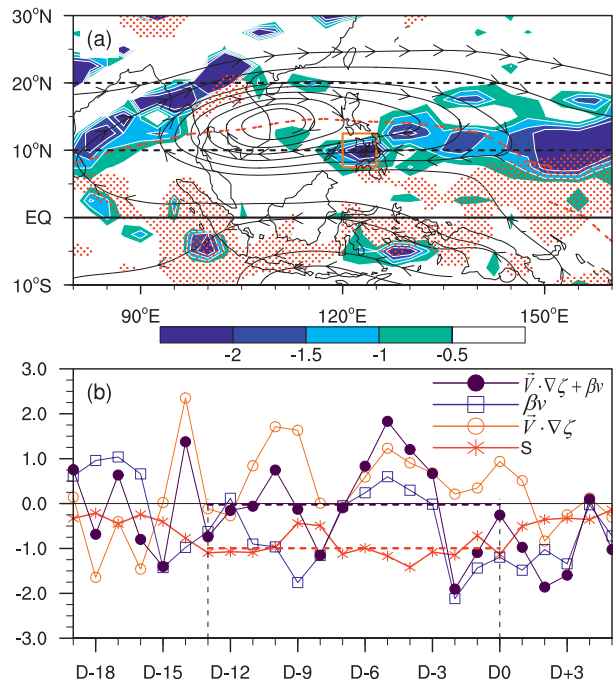 30°N
(a)
20°N
10°N
EQ
10°S
90°E 120°E 150°E
-2 -1.5 -1 -0.5
3.0
(b)
2.0
1.0
0.0
-1.0
-2.0
-3.0
V⃗·∇ζ + βv
βv
V⃗·∇ζ
S
D-18 D-15 D-12 D-9 D-6 D-3 D0 D+3